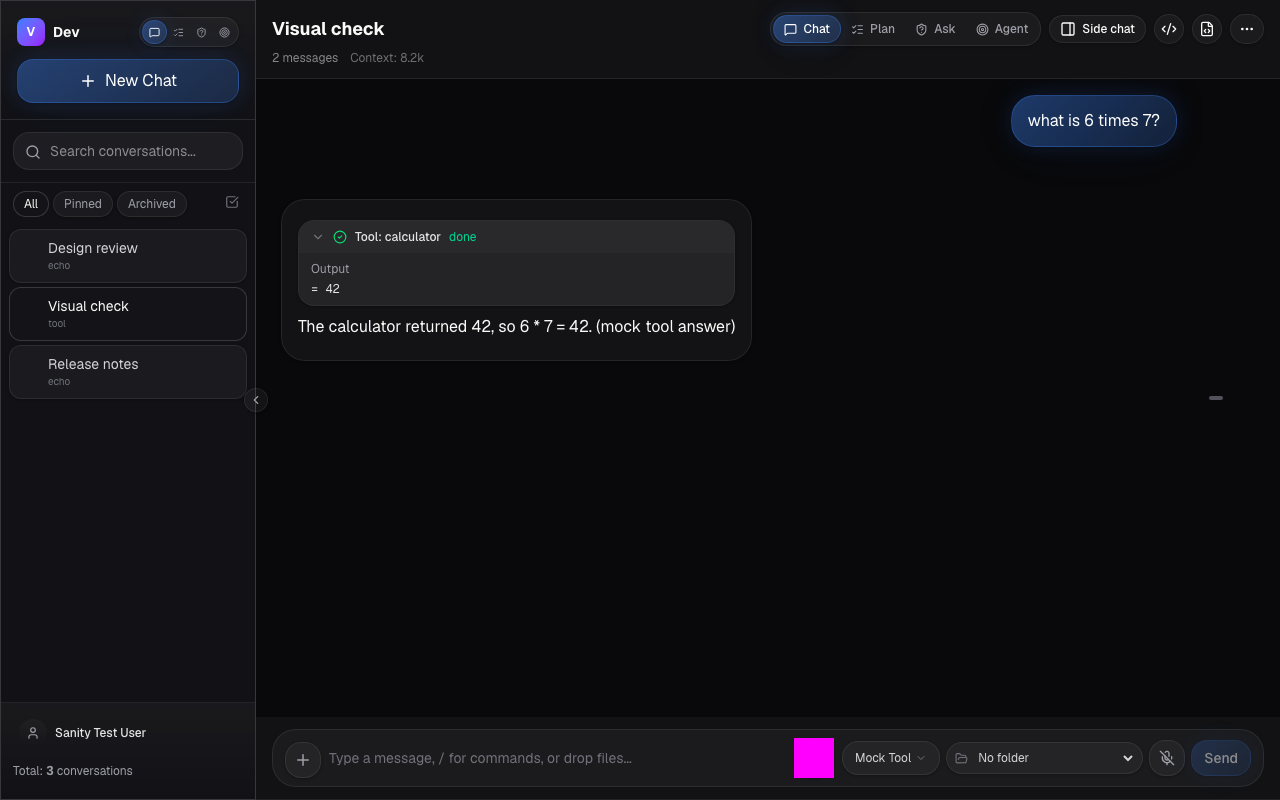 V Dev
New Chat
Search conversations...
All Pinned Archived
Design review
echo
Visual check
tool
Release notes
echo
Sanity Test User
Total: 3 conversations
Visual check
2 messages Context: 8.2k
Chat Plan Ask Agent Side chat
what is 6 times 7?
Tool: calculator done
Output
= 42
The calculator returned 42, so 6 * 7 = 42. (mock tool answer)
Type a message, / for commands, or drop files...
Mock Tool No folder Send